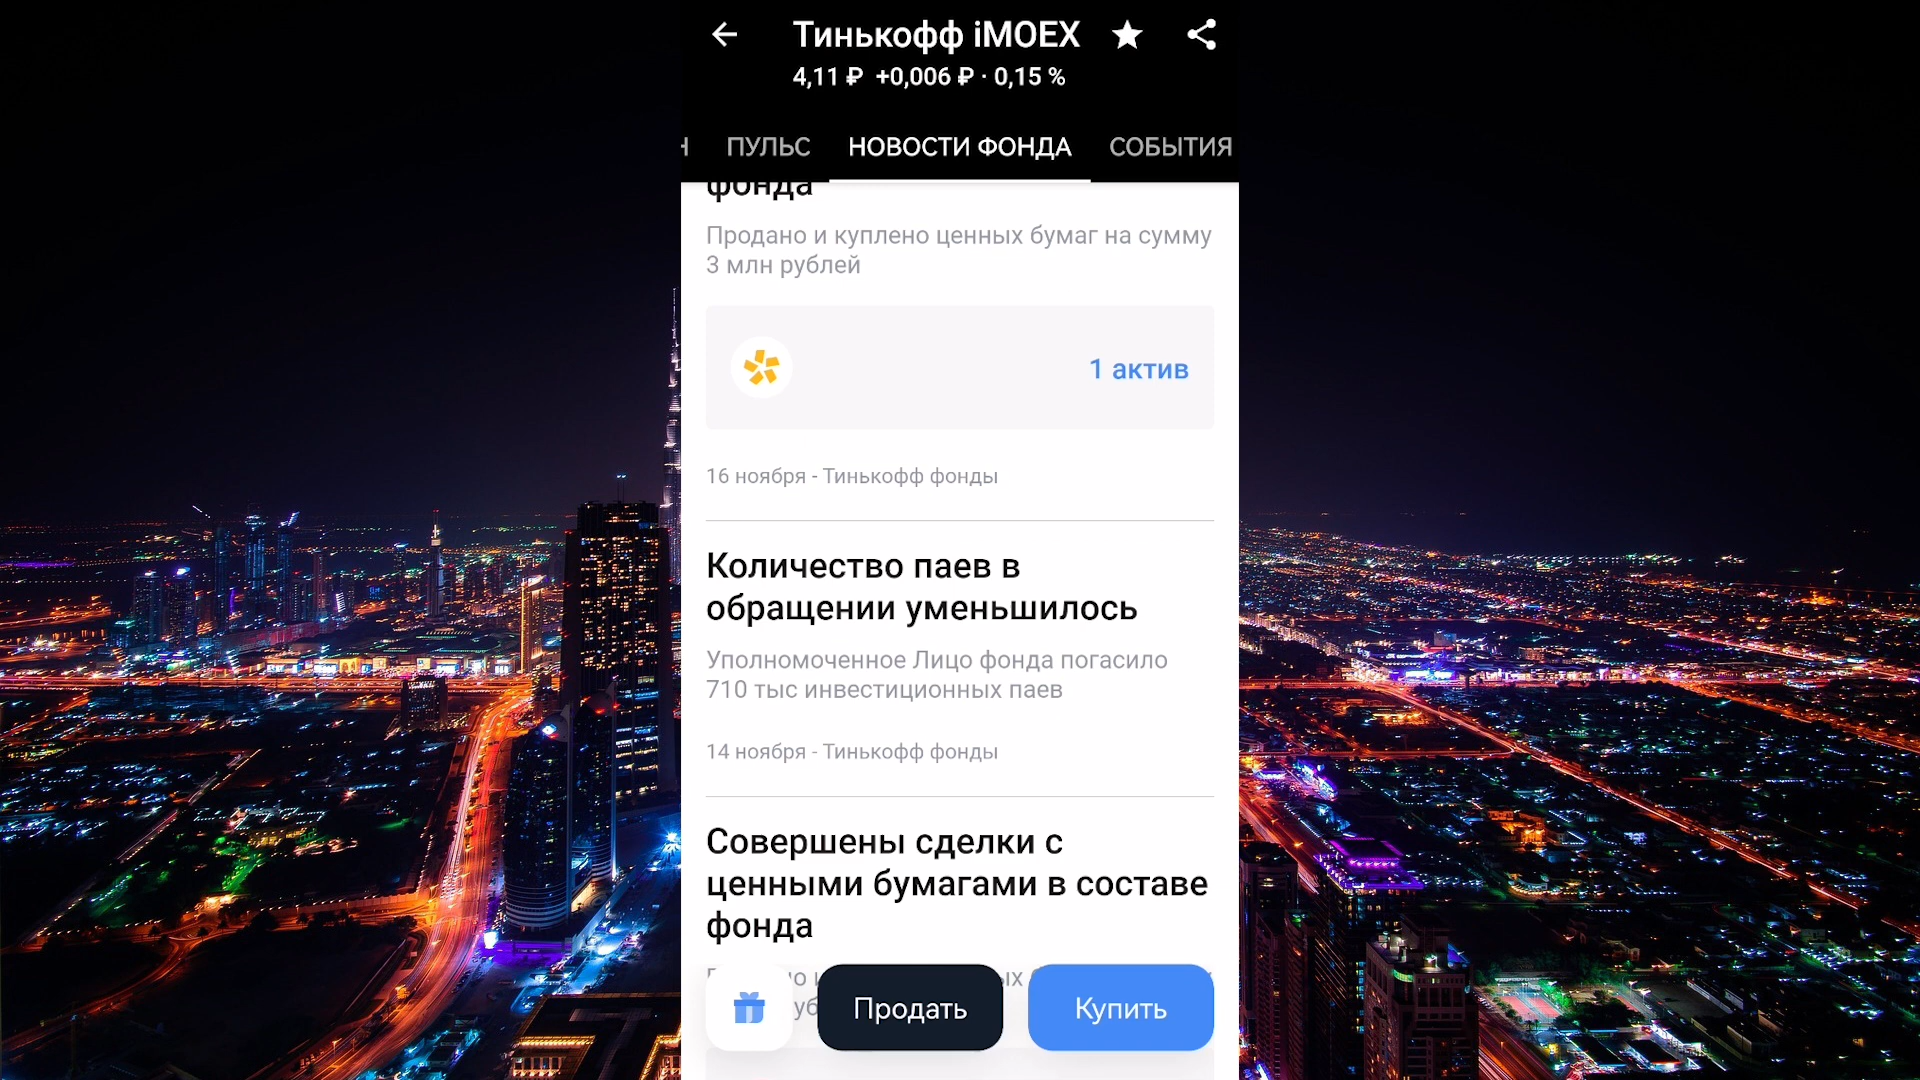 Тинькофф iMOEX
4,11 ₽ +0,006 ₽ · 0,15 %
Н ПУЛЬС НОВОСТИ ФОНДА СОБЫТИЯ
фонда
Продано и куплено ценных бумаг на сумму
3 млн рублей
1 актив
16 ноября - Тинькофф фонды
Количество паев в
обращении уменьшилось
Уполномоченное Лицо фонда погасило
710 тыс инвестиционных паев
14 ноября - Тинькофф фонды
Совершены сделки с
ценными бумагами в составе
фонда
Продать
Купить